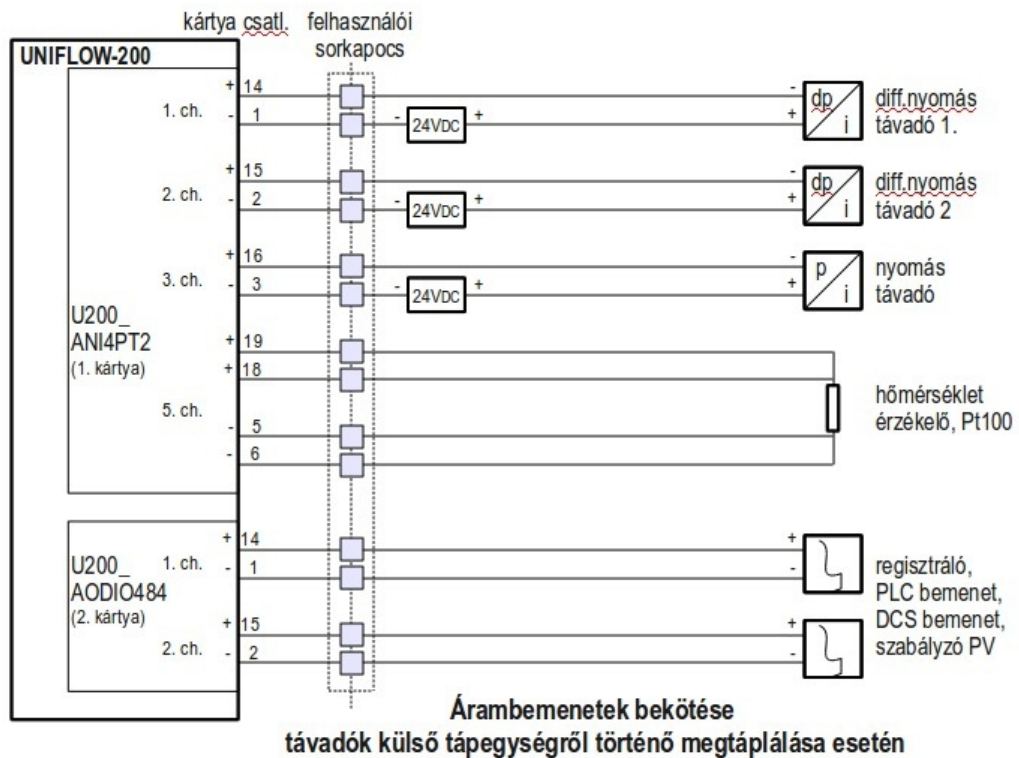 kártya csatl. felhasználói
sorkapocs
UNIFLOW-200
1. ch.
+ 14
- 1
- 24VDC +
-
+
dp
i
diff.nyomás
távadó 1.
2. ch.
+ 15
- 2
- 24VDC +
-
+
dp
i
diff.nyomás
távadó 2
3. ch.
+ 16
- 3
- 24VDC +
-
+
p
i
nyomás
távadó
U200_
ANI4PT2
(1. kártya)
+ 19
+ 18
5. ch.
- 5
- 6
hőmérséklet
érzékelő, Pt100
U200_
AODIO484
(2. kártya)
1. ch.
+ 14
- 1
+
-
2. ch.
+ 15
- 2
+
-
regisztráló,
PLC bemenet,
DCS bemenet,
szabályzó PV
Árambemenetek bekötése
távadók külső tápegységről történő megtáplálása esetén